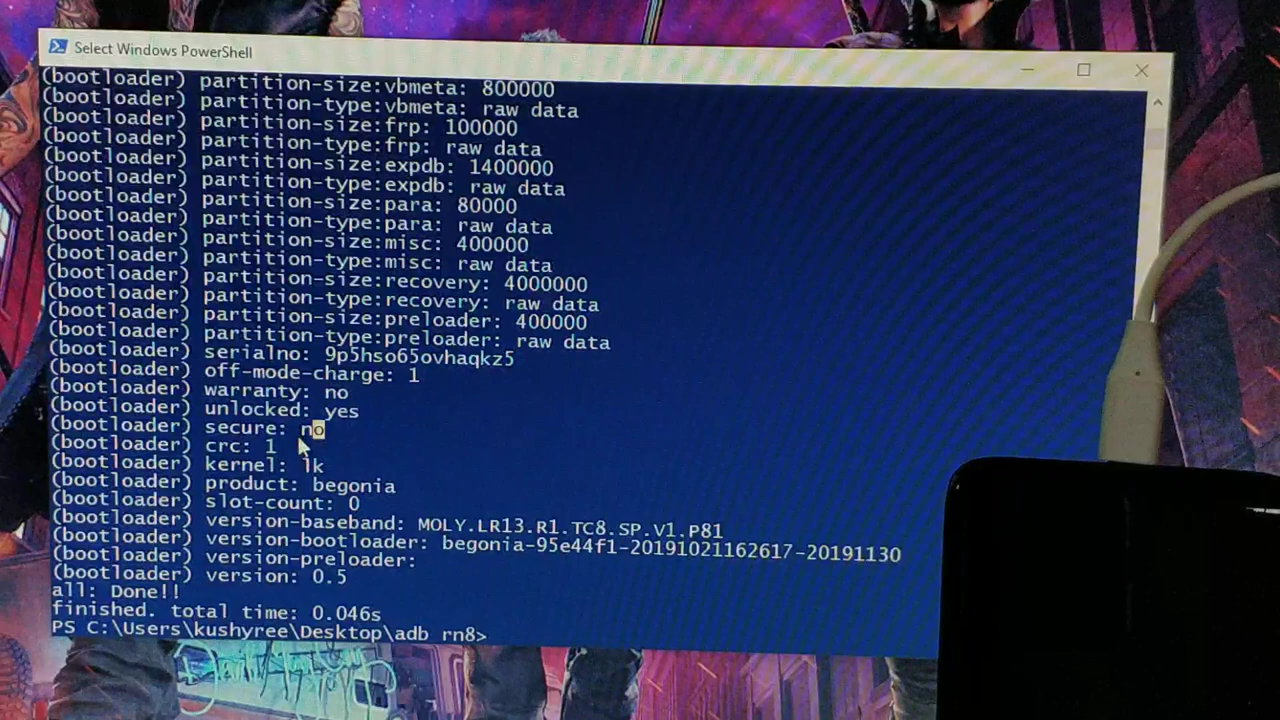 Select Windows PowerShell
(bootloader) partition-size:vbmeta: 800000
(bootloader) partition-type:vbmeta: raw data
(bootloader) partition-size:frp: 100000
(bootloader) partition-type:frp: raw data
(bootloader) partition-size:expdb: 1400000
(bootloader) partition-type:expdb: raw data
(bootloader) partition-size:para: 80000
(bootloader) partition-type:para: raw data
(bootloader) partition-size:misc: 400000
(bootloader) partition-type:misc: raw data
(bootloader) partition-size:recovery: 4000000
(bootloader) partition-type:recovery: raw data
(bootloader) partition-size:preloader: 400000
(bootloader) partition-type:preloader: raw data
(bootloader) serialno: 9p5hso65ovhaqkz5
(bootloader) off-mode-charge: 1
(bootloader) warranty: no
(bootloader) unlocked: yes
(bootloader) secure: no
(bootloader) crc: 1
(bootloader) kernel: lk
(bootloader) product: begonia
(bootloader) slot-count: 0
(bootloader) version-baseband: MOLY.LR13.R1.TC8.SP.V1.P81
(bootloader) version-bootloader: begonia-95e44f1-20191021162617-20191130
(bootloader) version-preloader:
(bootloader) version: 0.5
all: Done!!
finished. total time: 0.046s
PS C:\Users\kushyree\Desktop\adb rn8>